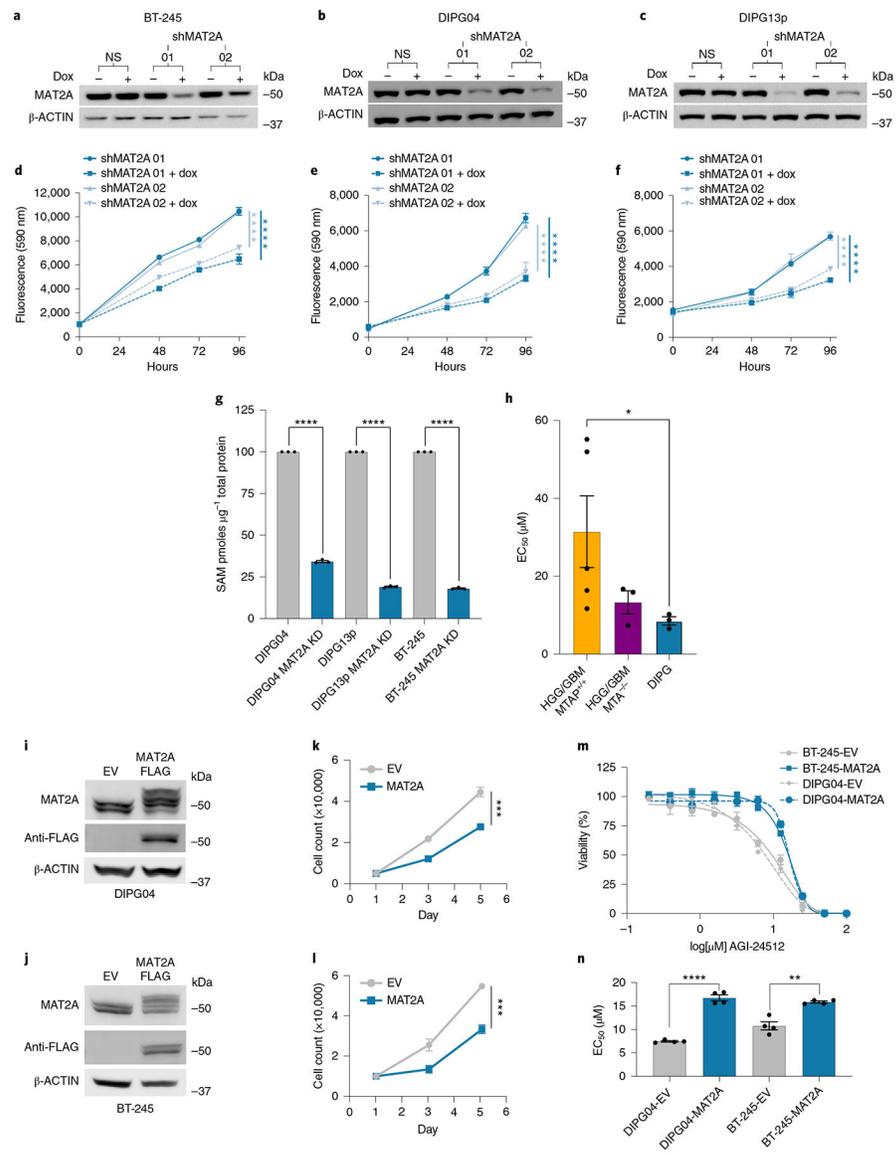 a
BT-245
shMAT2A
NS
01
02
Dox
– + – + – +
kDa
MAT2A
–50
β-ACTIN
–37
b
DIPG04
shMAT2A
NS
01
02
Dox
– + – + – +
kDa
MAT2A
–50
β-ACTIN
–37
c
DIPG13p
shMAT2A
NS
01
02
Dox
– + – + – +
kDa
MAT2A
–50
β-ACTIN
–37
d
shMAT2A 01
shMAT2A 01 + dox
shMAT2A 02
shMAT2A 02 + dox
Fluorescence (590 nm)
12,000
10,000
8,000
6,000
4,000
2,000
0
****
****
0 24 48 72 96
Hours
e
shMAT2A 01
shMAT2A 01 + dox
shMAT2A 02
shMAT2A 02 + dox
Fluorescence (590 nm)
8,000
6,000
4,000
2,000
0
****
****
0 24 48 72 96
Hours
f
shMAT2A 01
shMAT2A 01 + dox
shMAT2A 02
shMAT2A 02 + dox
Fluorescence (590 nm)
8,000
6,000
4,000
2,000
0
****
****
0 24 48 72 96
Hours
g
SAM pmoles µg⁻¹ total protein
125
100
75
50
25
0
**** **** ****
DIPG04
DIPG04 MAT2A KD
DIPG13p
DIPG13p MAT2A KD
BT-245
BT-245 MAT2A KD
h
EC₅₀ (µM)
60
40
20
0
*
HGG/GBM
MTAP⁺/⁺
HGG/GBM
MTA⁻/⁻
DIPG
i
EV
MAT2A
FLAG
kDa
MAT2A
–50
Anti-FLAG
–50
β-ACTIN
–37
DIPG04
j
EV
MAT2A
FLAG
kDa
MAT2A
–50
Anti-FLAG
–50
β-ACTIN
–37
BT-245
k
EV
MAT2A
Cell count (×10,000)
6
4
2
0
***
0 1 2 3 4 5 6
Day
l
EV
MAT2A
Cell count (×10,000)
6
4
2
0
***
0 1 2 3 4 5 6
Day
m
BT-245-EV
BT-245-MAT2A
DIPG04-EV
DIPG04-MAT2A
Viability (%)
125
100
75
50
25
0
–1 0 1 2
log[µM] AGI-24512
n
EC₅₀ (µM)
20
15
10
5
0
**** **
DIPG04-EV
DIPG04-MAT2A
BT-245-EV
BT-245-MAT2A